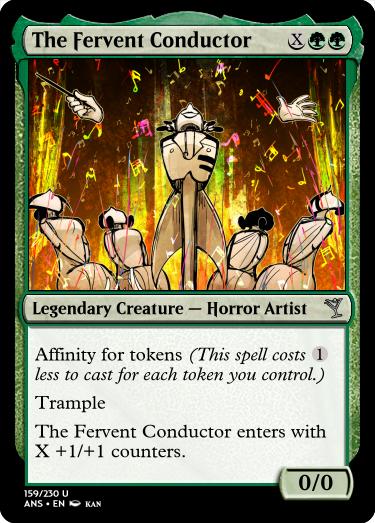 The Fervent Conductor X
Legendary Creature — Horror Artist
Affinity for tokens (This spell costs 1
less to cast for each token you control.)
Trample
The Fervent Conductor enters with
X +1/+1 counters.
0/0
159/230 U
ANS • EN KAN